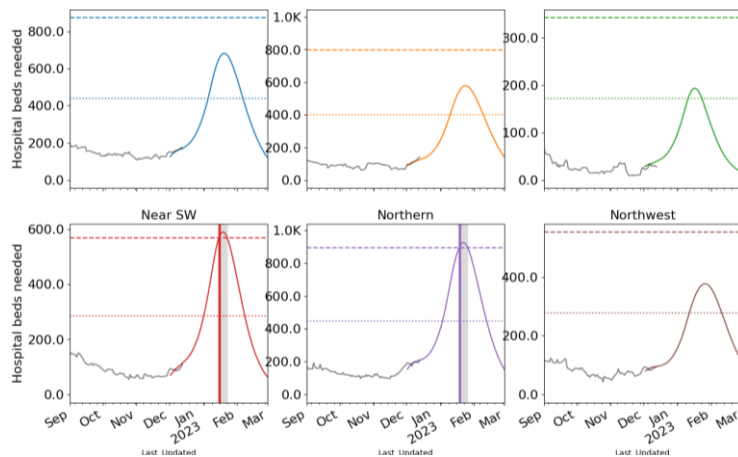 Hospital beds needed
800.0
600.0
400.0
200.0
0.0
1.0K
800.0
600.0
400.0
200.0
0.0
300.0
200.0
100.0
0.0
Near SW
Northern
Northwest
Hospital beds needed
600.0
400.0
200.0
0.0
1.0K
800.0
600.0
400.0
200.0
0.0
400.0
200.0
0.0
Sep Oct Nov Dec Jan Feb Mar
2023
Sep Oct Nov Dec Jan Feb Mar
2023
Sep Oct Nov Dec Jan Feb Mar
2023
Last Updated
Last Updated
Last Updated